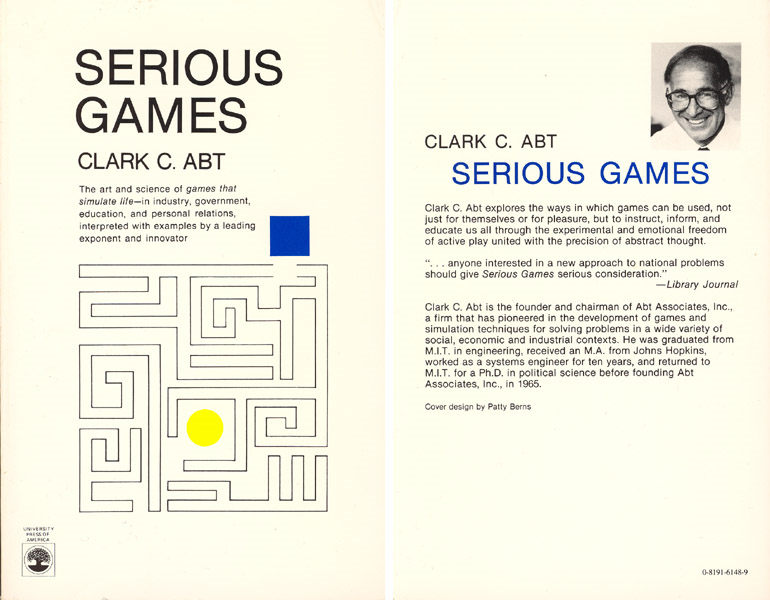 SERIOUS
GAMES
CLARK C. ABT
The art and science of games that
simulate life—in industry, government,
education, and personal relations,
interpreted with examples by a leading
exponent and innovator
UNIVERSITY
PRESS OF
AMERICA
CLARK C. ABT
SERIOUS GAMES
Clark C. Abt explores the ways in which games can be used, not
just for themselves or for pleasure, but to instruct, inform, and
educate us all through the experimental and emotional freedom
of active play united with the precision of abstract thought.
“. . . anyone interested in a new approach to national problems
should give Serious Games serious consideration.”
—Library Journal
Clark C. Abt is the founder and chairman of Abt Associates, Inc.,
a firm that has pioneered in the development of games and
simulation techniques for solving problems in a wide variety of
social, economic and industrial contexts. He was graduated from
M.I.T. in engineering, received an M.A. from Johns Hopkins,
worked as a systems engineer for ten years, and returned to
M.I.T. for a Ph.D. in political science before founding Abt
Associates, Inc., in 1965.
Cover design by Patty Berns
0-8191-6148-9